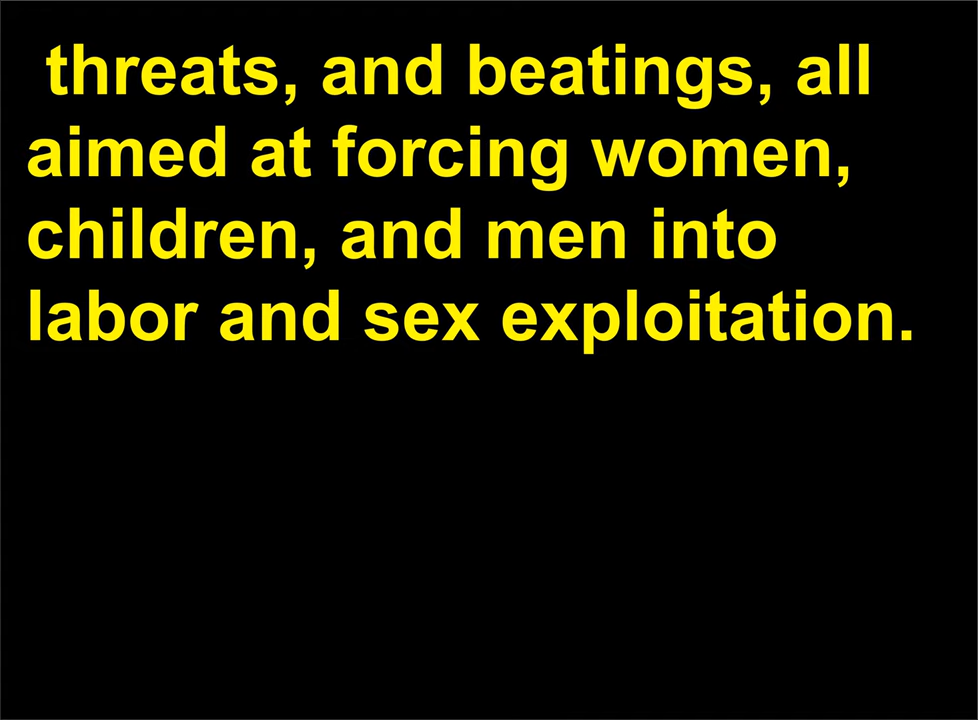 threats, and beatings, all
aimed at forcing women,
children, and men into
labor and sex exploitation.